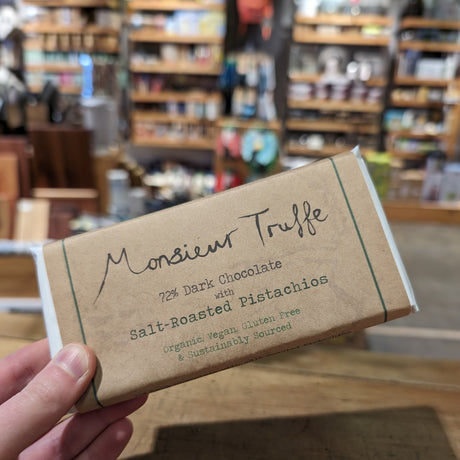 Monsieur Truffe
72% Dark Chocolate
with
Salt-Roasted Pistachios
Organic, Vegan, Gluten Free
& Sustainably Sourced